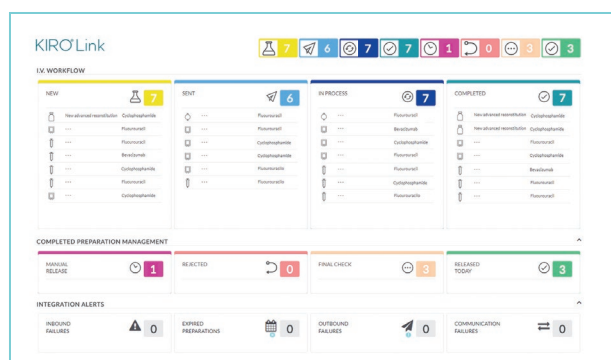 KIRO Link
7 6 7 7 1 0 3 3
I.V. WORKFLOW
NEW 7
New advanced reconstitution Cyclophosphamide
--- Fluorouracil
--- Fluorouracil
--- Bevacizumab
--- Cyclophosphamide
--- Fluorouracil
--- Cyclophosphamide
SENT 6
--- Fluorouracil
--- Fluorouracil
--- Cyclophosphamide
--- Cyclophosphamide
--- Fluorouracilo
--- Fluorouracilo
IN PROCESS 7
--- Fluorouracil
--- Bevacizumab
--- Cyclophosphamide
--- Fluorouracil
--- Fluorouracil
--- Cyclophosphamide
--- Fluorouracilo
COMPLETED 7
New advanced reconstitution Cyclophosphamide
New advanced reconstitution Cyclophosphamide
--- Fluorouracil
--- Cyclophosphamide
--- Bevacizumab
--- Fluorouracil
--- Cyclophosphamide
COMPLETED PREPARATION MANAGEMENT
MANUAL
RELEASE 1
REJECTED 0
FINAL CHECK 3
RELEASED
TODAY 3
INTEGRATION ALERTS
INBOUND
FAILURES 0
EXPIRED
PREPARATIONS 0
OUTBOUND
FAILURES 0
COMMUNICATION
FAILURES 0